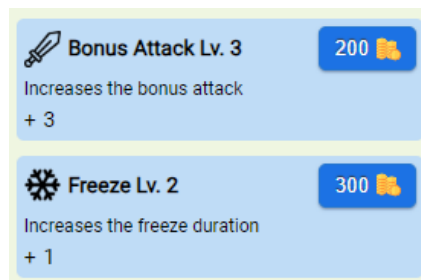 Bonus Attack Lv. 3
200
Increases the bonus attack
+ 3
Freeze Lv. 2
300
Increases the freeze duration
+ 1